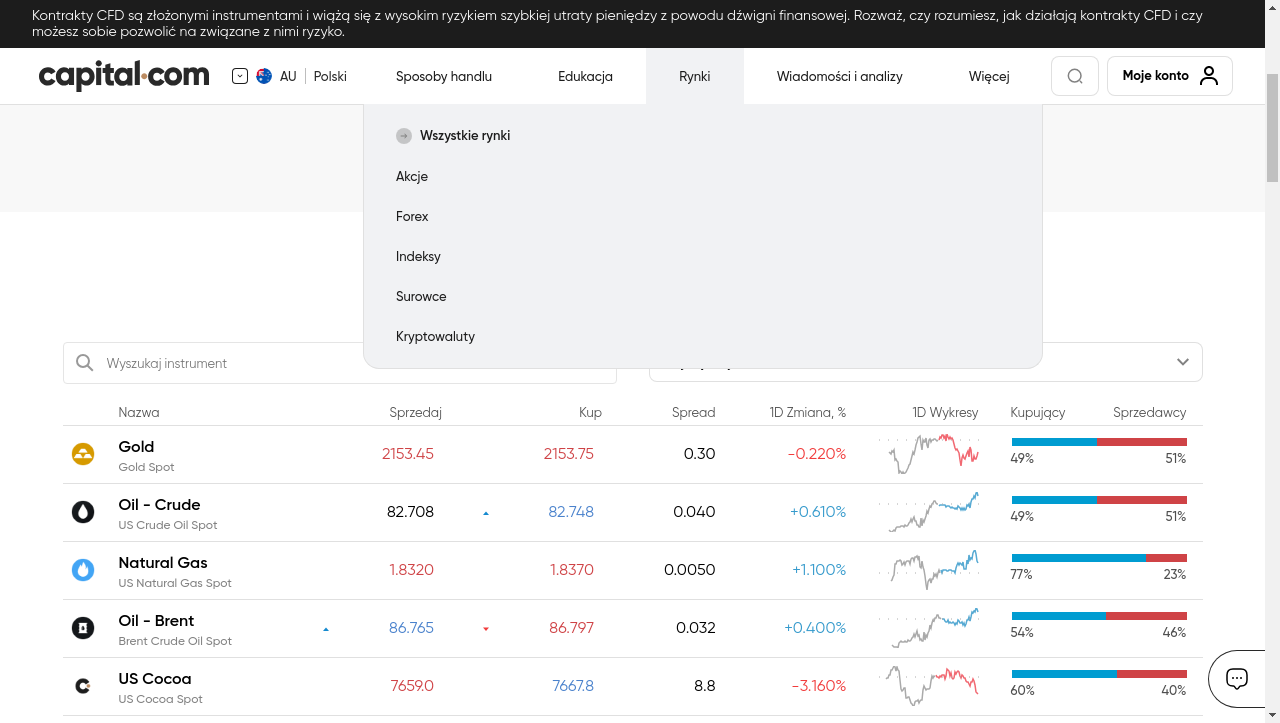 Kontrakty CFD są złożonymi instrumentami i wiążą się z wysokim ryzykiem szybkiej utraty pieniędzy z powodu dźwigni finansowej. Rozważ, czy rozumiesz, jak działają kontrakty CFD i czy
możesz sobie pozwolić na związane z nimi ryzyko.
capital.com AU Polski Sposoby handlu Edukacja Rynki Wiadomości i analizy Więcej Moje konto
Wszystkie rynki
Akcje
Forex
Indeksy
Surowce
Kryptowaluty
Wyszukaj instrument
Nazwa Sprzedaj Kup Spread 1D Zmiana, % 1D Wykresy Kupujący Sprzedawcy
Gold 2153.45 2153.75 0.30 -0.220%
Gold Spot 49% 51%
Oil - Crude 82.708 82.748 0.040 +0.610%
US Crude Oil Spot 49% 51%
Natural Gas 1.8320 1.8370 0.0050 +1.100%
US Natural Gas Spot 77% 23%
Oil - Brent 86.765 86.797 0.032 +0.400%
Brent Crude Oil Spot 54% 46%
US Cocoa 7659.0 7667.8 8.8 -3.160%
US Cocoa Spot 60% 40%